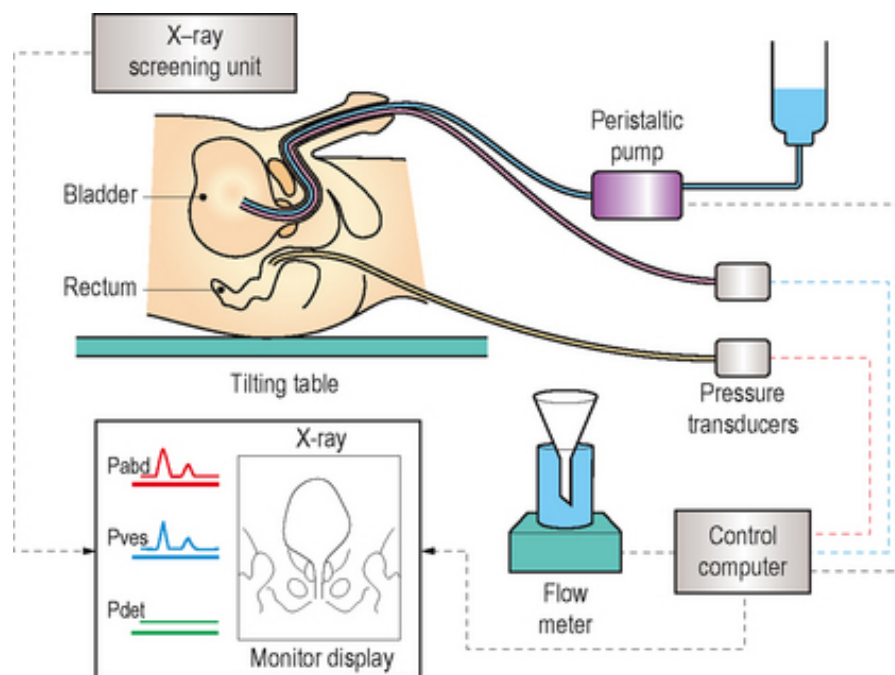 X–ray
screening unit
Peristaltic
pump
Bladder
Rectum
Tilting table
Pressure
transducers
X-ray
Pabd
Pves
Pdet
Monitor display
Flow
meter
Control
computer